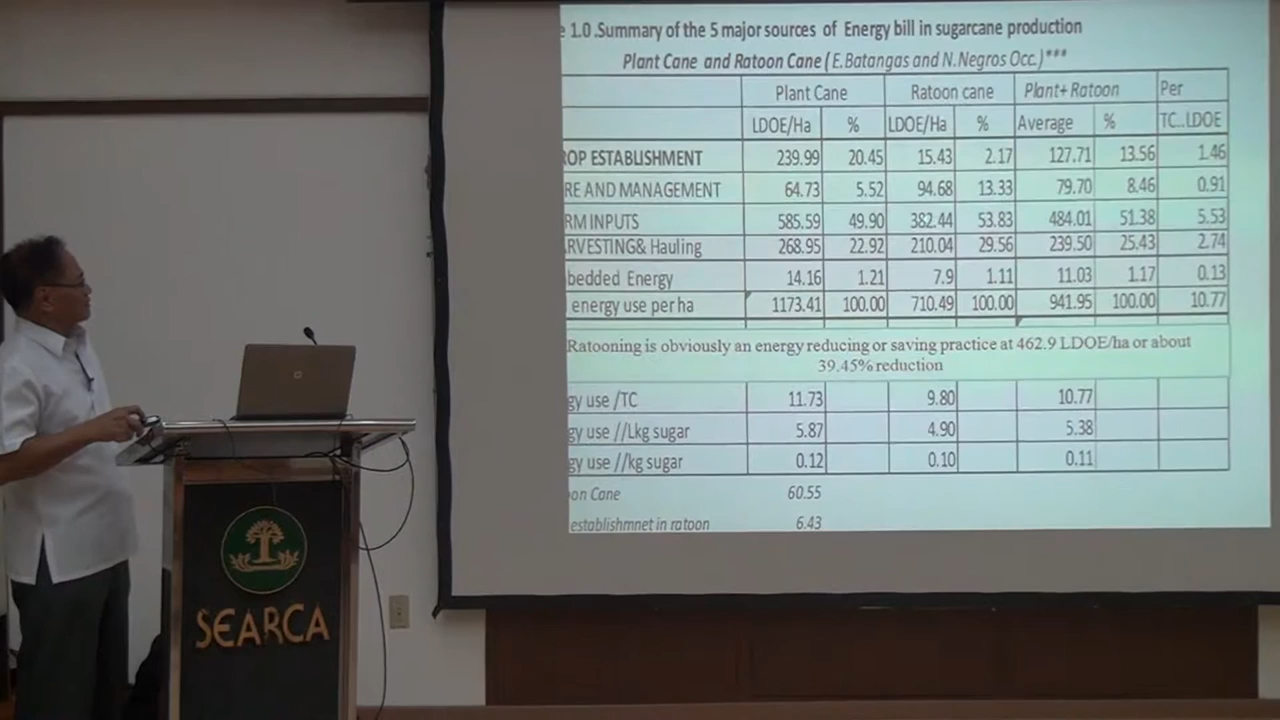 e 1.0 .Summary of the 5 major sources of Energy bill in sugarcane production
Plant Cane and Ratoon Cane ( E.Batangas and N.Negros Occ.)***
Plant Cane Ratoon cane Plant+ Ratoon Per
LDOE/Ha % LDOE/Ha % Average % TC..LDOE
OP ESTABLISHMENT 239.99 20.45 15.43 2.17 127.71 13.56 1.46
RE AND MANAGEMENT 64.73 5.52 94.68 13.33 79.70 8.46 0.91
RM INPUTS 585.59 49.90 382.44 53.83 484.01 51.38 5.53
RVESTING& Hauling 268.95 22.92 210.04 29.56 239.50 25.43 2.74
bedded Energy 14.16 1.21 7.9 1.11 11.03 1.17 0.13
energy use per ha 1173.41 100.00 710.49 100.00 941.95 100.00 10.77
Ratooning is obviously an energy reducing or saving practice at 462.9 LDOE/ha or about
39.45% reduction
gy use /TC 11.73 9.80 10.77
gy use //Lkg sugar 5.87 4.90 5.38
gy use //kg sugar 0.12 0.10 0.11
on Cane 60.55
establishmnet in ratoon 6.43
SEARCA